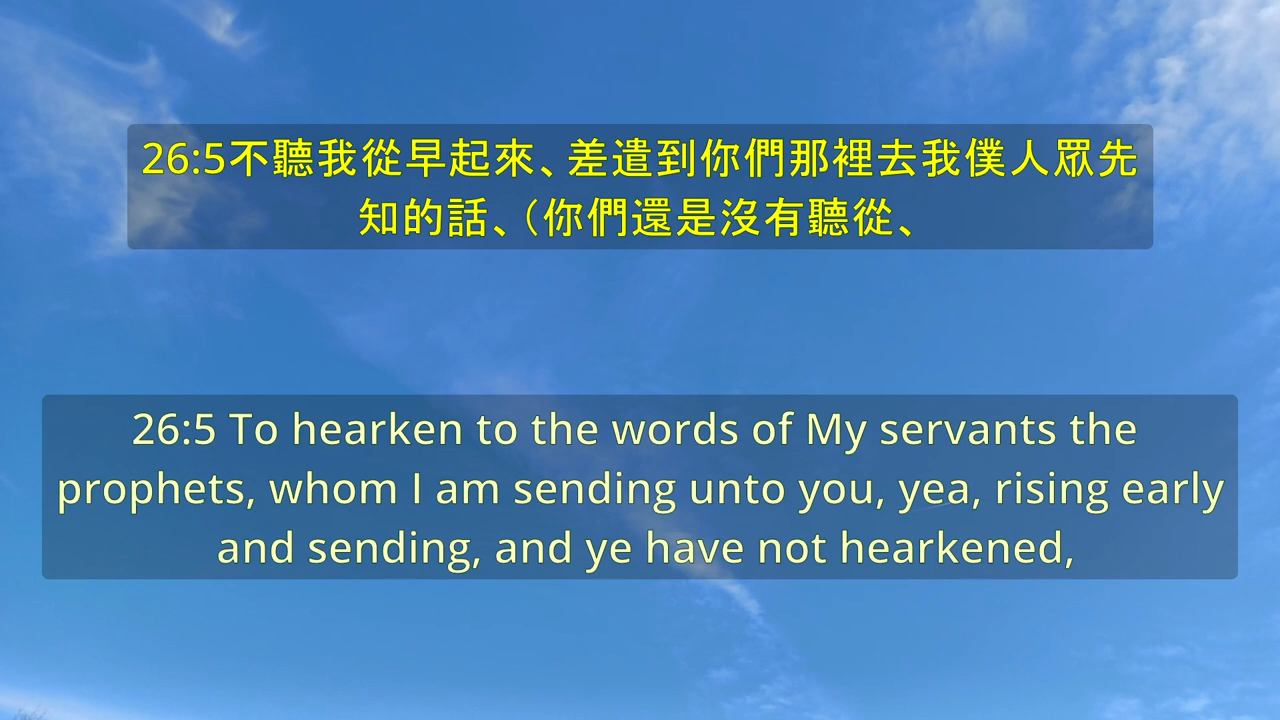 26:5不聽我從早起來、差遣到你們那裡去我僕人眾先
知的話、（你們還是沒有聽從、
26:5 To hearken to the words of My servants the
prophets, whom I am sending unto you, yea, rising early
and sending, and ye have not hearkened,